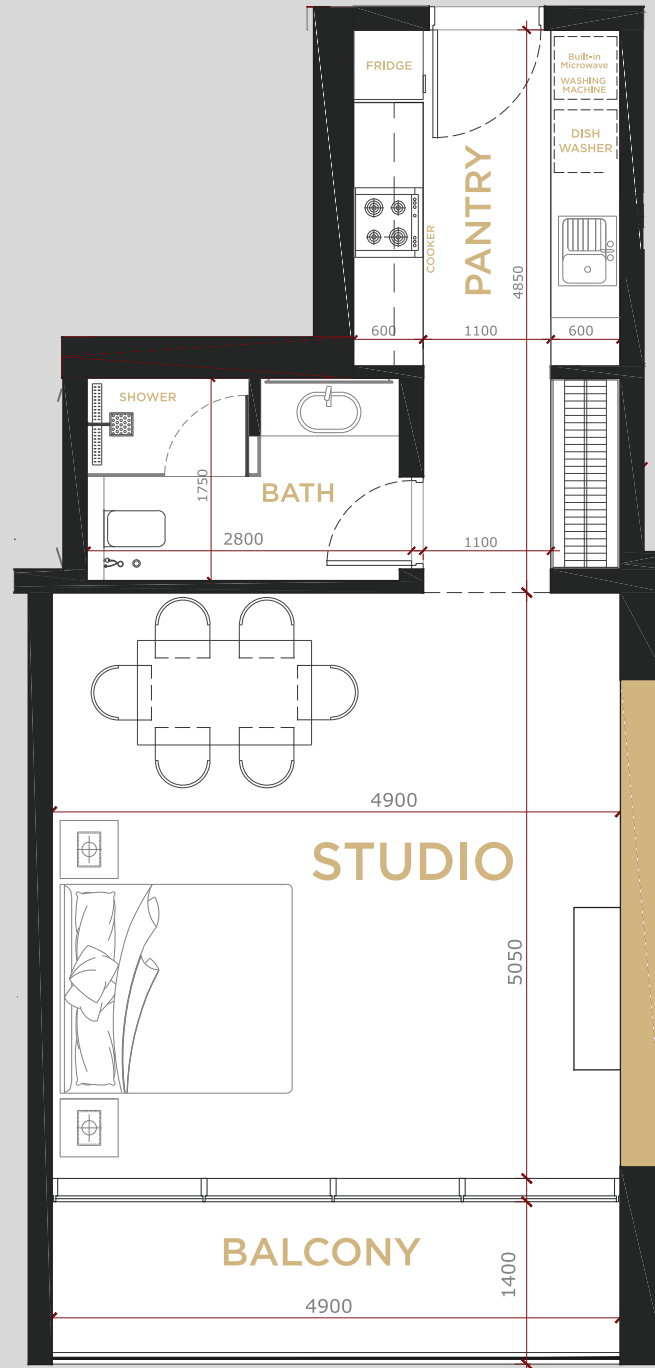 FRIDGE
Built-in
Microwave
WASHING
MACHINE
DISH
WASHER
PANTRY
COOKER
4850
600
1100
600
SHOWER
1750
BATH
2800
1100
4900
STUDIO
5050
BALCONY
1400
4900